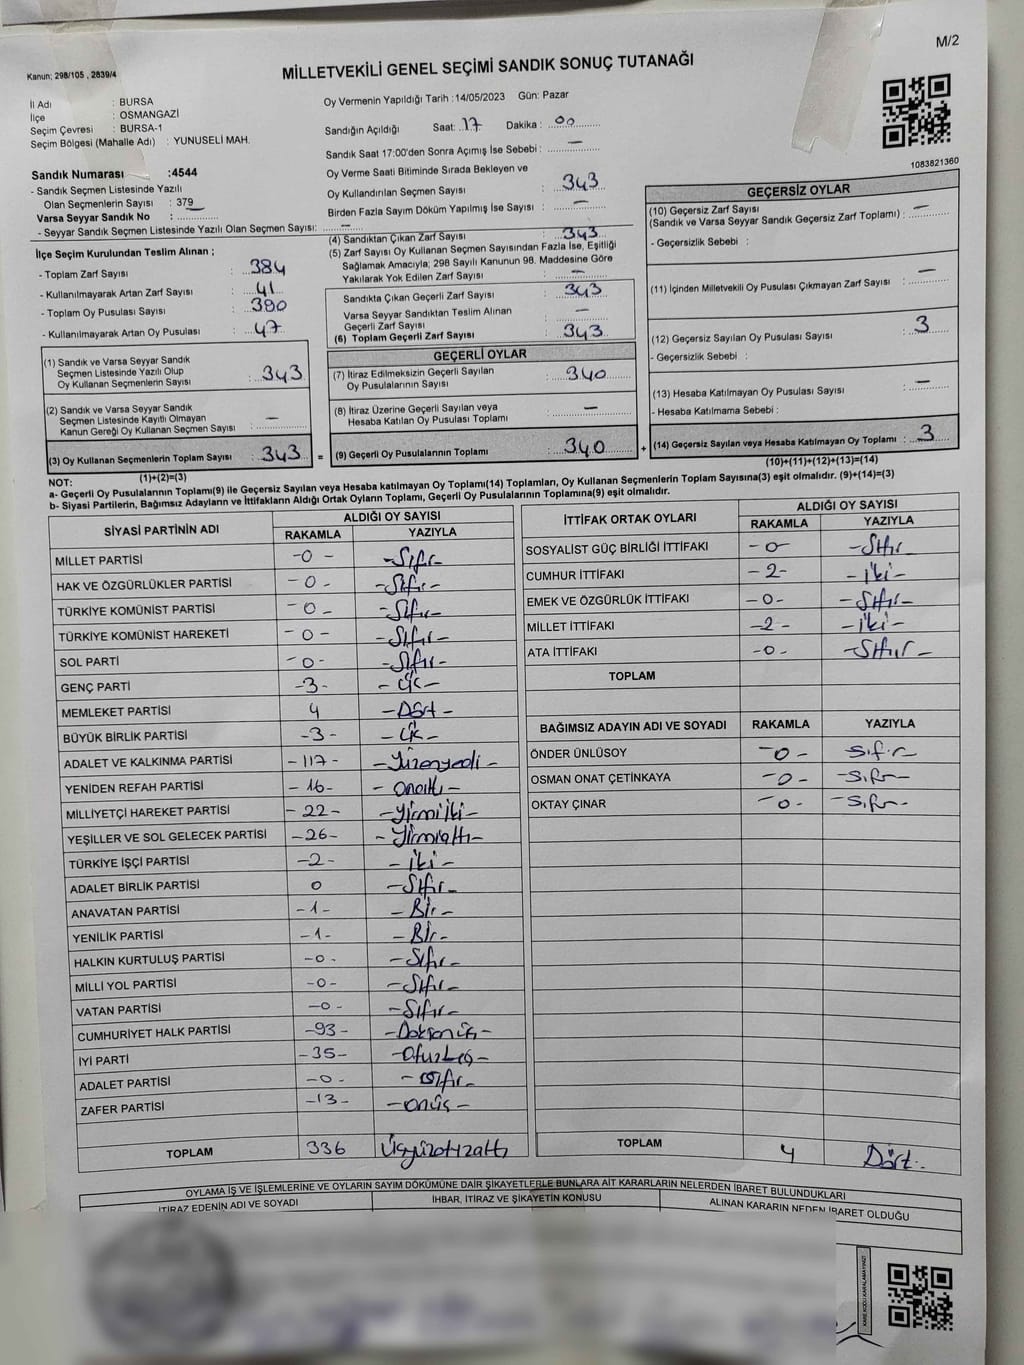 M/2
Kanun; 298/105 , 2839/4
MİLLETVEKİLİ GENEL SEÇİMİ SANDIK SONUÇ TUTANAĞI
İl Adı : BURSA
İlçe : OSMANGAZİ
Seçim Çevresi : BURSA-1
Seçim Bölgesi (Mahalle Adı) : YUNUSELİ MAH.
Sandık Numarası :4544
- Sandık Seçmen Listesinde Yazılı
Olan Seçmenlerin Sayısı : 379
Varsa Seyyar Sandık No :
- Seyyar Sandık Seçmen Listesinde Yazılı Olan Seçmen Sayısı: —
Oy Vermenin Yapıldığı Tarih :14/05/2023 Gün: Pazar
Sandığın Açıldığı Saat: 17 Dakika : 00
Sandık Saat 17:00'den Sonra Açımış İse Sebebi : —
Oy Verme Saati Bitiminde Sırada Bekleyen ve
Oy Kullandırılan Seçmen Sayısı : 343
Birden Fazla Sayım Döküm Yapılmış İse Sayısı : —
(4) Sandıktan Çıkan Zarf Sayısı : 343
(5) Zarf Sayısı Oy Kullanan Seçmen Sayısından Fazla İse, Eşitliği
Sağlamak Amacıyla; 298 Sayılı Kanunun 98. Maddesine Göre
Yakılarak Yok Edilen Zarf Sayısı : —
1083821360
İlçe Seçim Kurulundan Teslim Alınan ;
- Toplam Zarf Sayısı : 384
- Kullanılmayarak Artan Zarf Sayısı : 41
- Toplam Oy Pusulası Sayısı : 390
- Kullanılmayarak Artan Oy Pusulası : 47
Sandıkta Çıkan Geçerli Zarf Sayısı : 343
Varsa Seyyar Sandıktan Teslim Alınan
Geçerli Zarf Sayısı : —
(6) Toplam Geçerli Zarf Sayısı : 343
(1) Sandık ve Varsa Seyyar Sandık
Seçmen Listesinde Yazılı Olup
Oy Kullanan Seçmenlerin Sayısı : 343
(2) Sandık ve Varsa Seyyar Sandık
Seçmen Listesinde Kayıtlı Olmayan
Kanun Gereği Oy Kullanan Seçmen Sayısı : —
(3) Oy Kullanan Seçmenlerin Toplam Sayısı : 343 =
(1)+(2)=(3)
GEÇERLİ OYLAR
(7) İtiraz Edilmeksizin Geçerli Sayılan
Oy Pusulalarının Sayısı : 340
(8) İtiraz Üzerine Geçerli Sayılan veya
Hesaba Katılan Oy Pusulası Toplamı : —
(9) Geçerli Oy Pusulalarının Toplamı : 340 +
GEÇERSİZ OYLAR
(10) Geçersiz Zarf Sayısı
(Sandık ve Varsa Seyyar Sandık Geçersiz Zarf Toplamı) : —
- Geçersizlik Sebebi :
(11) İçinden Milletvekili Oy Pusulası Çıkmayan Zarf Sayısı : —
(12) Geçersiz Sayılan Oy Pusulası Sayısı : 3
- Geçersizlik Sebebi :
(13) Hesaba Katılmayan Oy Pusulası Sayısı : —
- Hesaba Katılmama Sebebi :
(14) Geçersiz Sayılan veya Hesaba Katılmayan Oy Toplamı : 3
(10)+(11)+(12)+(13)=(14)
NOT:
a- Geçerli Oy Pusulalarının Toplamı(9) ile Geçersiz Sayılan veya Hesaba katılmayan Oy Toplamı(14) Toplamları, Oy Kullanan Seçmenlerin Toplam Sayısına(3) eşit olmalıdır. (9)+(14)=(3)
b- Siyasi Partilerin, Bağımsız Adayların ve İttifakların Aldığı Ortak Oyların Toplamı, Geçerli Oy Pusulalarının Toplamına(9) eşit olmalıdır.
SİYASİ PARTİNİN ADI ALDIĞI OY SAYISI
RAKAMLA YAZIYLA
MİLLET PARTİSİ -0- -Sıfır-
HAK VE ÖZGÜRLÜKLER PARTİSİ -0- -Sıfır-
TÜRKİYE KOMÜNİST PARTİSİ -0- -Sıfır-
TÜRKİYE KOMÜNİST HAREKETİ -0- -Sıfır-
SOL PARTİ -0- -Sıfır-
GENÇ PARTİ -3- -Üç-
MEMLEKET PARTİSİ 4 -Dört-
BÜYÜK BİRLİK PARTİSİ -3- -Üç-
ADALET VE KALKINMA PARTİSİ -117- -Yüzonyedi-
YENİDEN REFAH PARTİSİ -16- -onaltı-
MİLLİYETÇİ HAREKET PARTİSİ -22- -Yirmiiki-
YEŞİLLER VE SOL GELECEK PARTİSİ -26- -Yirmialtı-
TÜRKİYE İŞÇİ PARTİSİ -2- -iki-
ADALET BİRLİK PARTİSİ 0 -Sıfır-
ANAVATAN PARTİSİ -1- -Bir-
YENİLİK PARTİSİ -1- -Bir-
HALKIN KURTULUŞ PARTİSİ -0- -Sıfır-
MİLLİ YOL PARTİSİ -0- -Sıfır-
VATAN PARTİSİ -0- -Sıfır-
CUMHURİYET HALK PARTİSİ -93- -Doksanüç-
İYİ PARTİ -35- -Otuzbeş-
ADALET PARTİSİ -0- -sıfır-
ZAFER PARTİSİ -13- -onüç-
TOPLAM 336 Üçyüzotuzaltı
İTTİFAK ORTAK OYLARI ALDIĞI OY SAYISI
RAKAMLA YAZIYLA
SOSYALİST GÜÇ BİRLİĞİ İTTİFAKI -0- -Sıfır-
CUMHUR İTTİFAKI -2- -iki-
EMEK VE ÖZGÜRLÜK İTTİFAKI -0- -Sıfır-
MİLLET İTTİFAKI -2- -iki-
ATA İTTİFAKI -0- -Sıfır-
TOPLAM
BAĞIMSIZ ADAYIN ADI VE SOYADI RAKAMLA YAZIYLA
ÖNDER ÜNLÜSOY -0- sıfır
OSMAN ONAT ÇETİNKAYA -0- -Sıfır-
OKTAY ÇINAR -0- -Sıfır-
TOPLAM 4 Dört
OYLAMA İŞ VE İŞLEMLERİNE VE OYLARIN SAYIM DÖKÜMÜNE DAİR ŞİKAYETLERLE BUNLARA AİT KARARLARIN NELERDEN İBARET BULUNDUKLARI
İTİRAZ EDENİN ADI VE SOYADI İHBAR, İTİRAZ VE ŞİKAYETİN KONUSU ALINAN KARARIN NEDEN İBARET OLDUĞU
KARE KODU KARALAMAYINIZ!